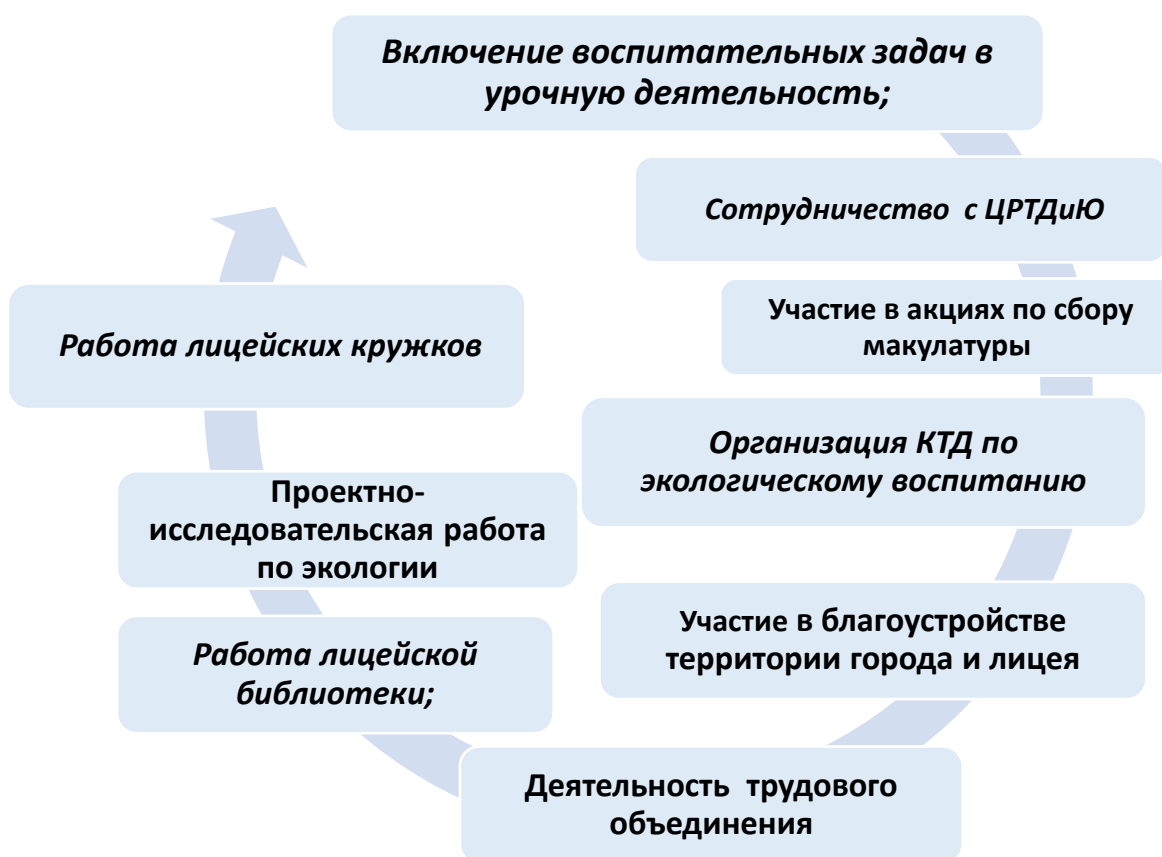 Включение воспитательных задач в
урочную деятельность;
Сотрудничество с ЦРТДиЮ
Участие в акциях по сбору
макулатуры
Организация КТД по
экологическому воспитанию
Участие в благоустройстве
территории города и лицея
Деятельность трудового
объединения
Работа лицейской
библиотеки;
Проектно-
исследовательская работа
по экологии
Работа лицейских кружков